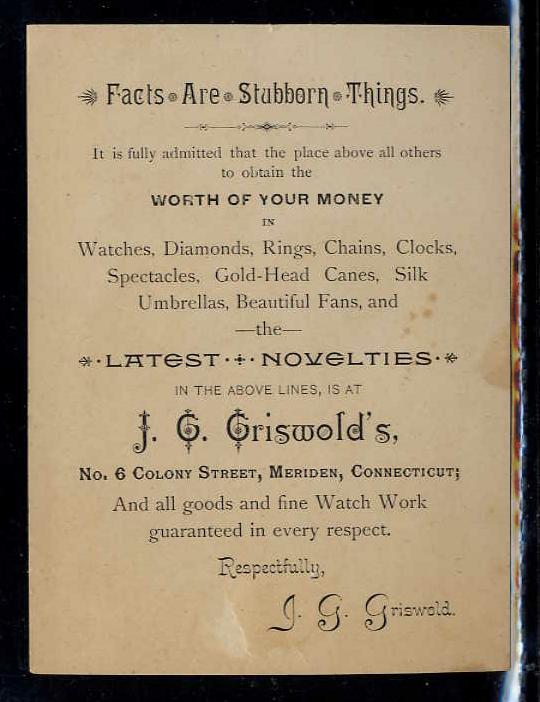 Facts Are Stubborn Things.
It is fully admitted that the place above all others
to obtain the
WORTH OF YOUR MONEY
IN
Watches, Diamonds, Rings, Chains, Clocks,
Spectacles, Gold-Head Canes, Silk
Umbrellas, Beautiful Fans, and
—the—
LATEST NOVELTIES
IN THE ABOVE LINES, IS AT
J. G. Griswold's,
No. 6 Colony Street, Meriden, Connecticut;
And all goods and fine Watch Work
guaranteed in every respect.
Respectfully,
J. G. Griswold.